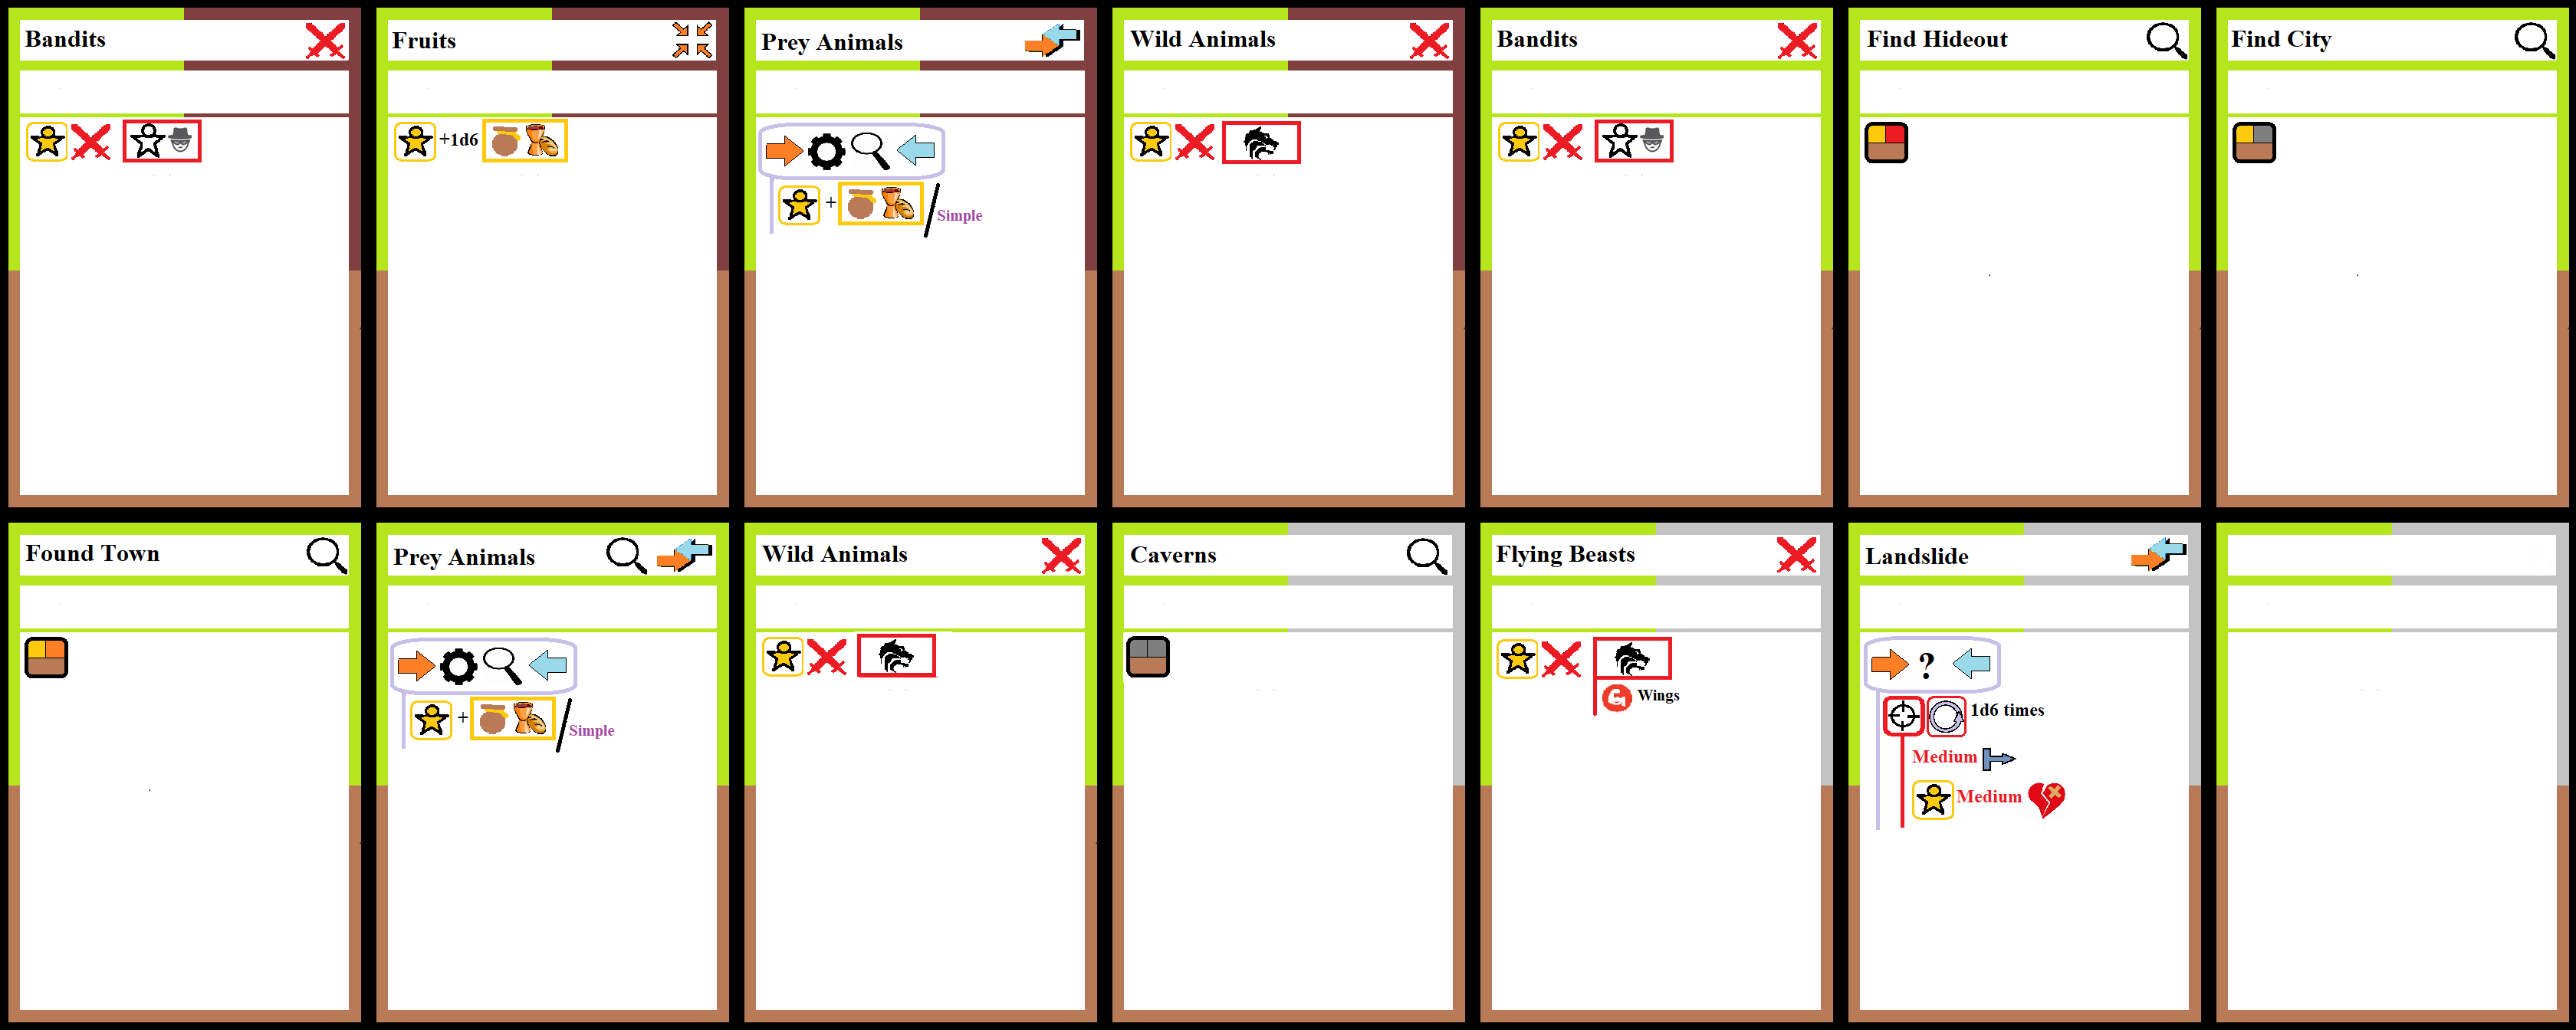 Bandits
+1d6
Fruits
Prey Animals
+
Simple
Wild Animals
Bandits
Find Hideout
Find City
Found Town
Prey Animals
+
Simple
Wild Animals
Caverns
Flying Beasts
Wings
Landslide
?
1d6 times
Medium
Medium